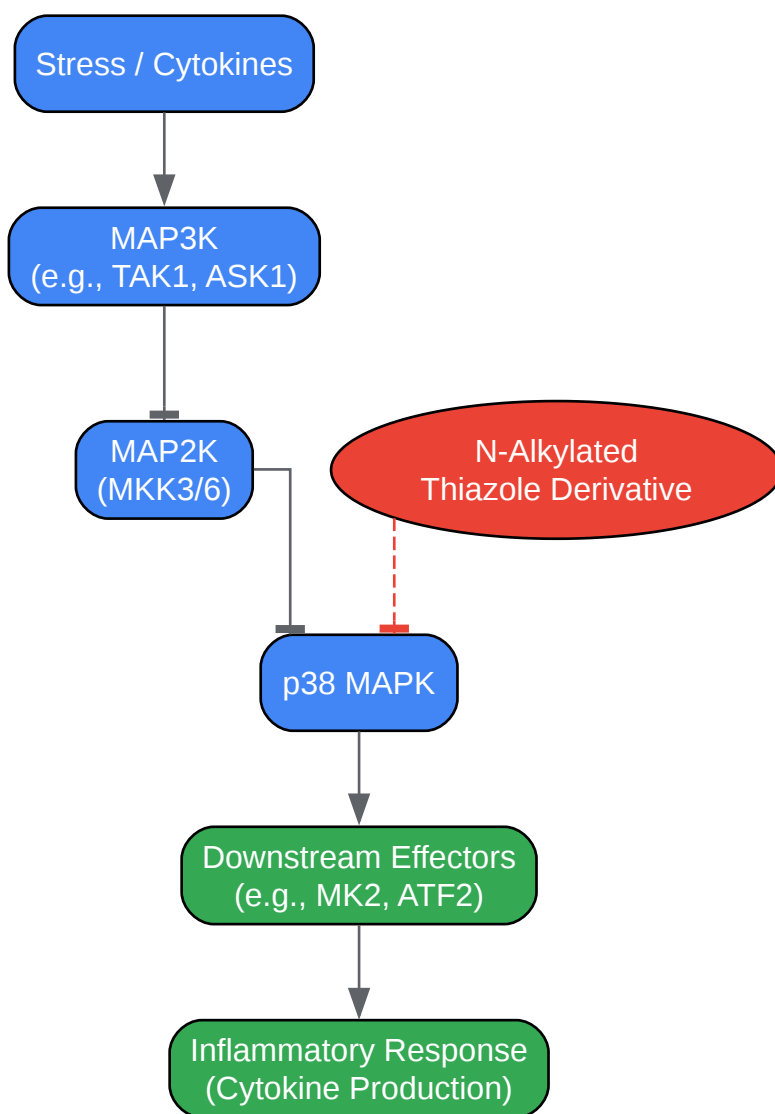 Stress / Cytokines
MAP3K
(e.g., TAK1, ASK1)
MAP2K
(MKK3/6)
N-Alkylated
Thiazole Derivative
p38 MAPK
Downstream Effectors
(e.g., MK2, ATF2)
Inflammatory Response
(Cytokine Production)